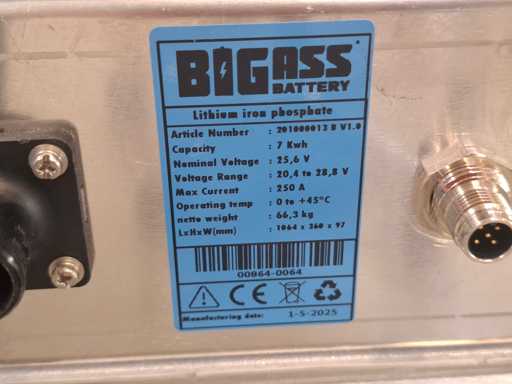 BIGASS
BATTERY
Lithium iron phosphate
Article Number : 201000013 B V1.0
Capacity : 7 Kwh
Nominal Voltage : 25,6 V
Voltage Range : 20,4 to 28,8 V
Max Current : 250 A
Operating temp : 0 to +45°C
netto weight : 66,3 kg
LxHxW(mm) : 1064 x 260 x 97
00864-0064
CE
Manufacturing date: 1-5-2025